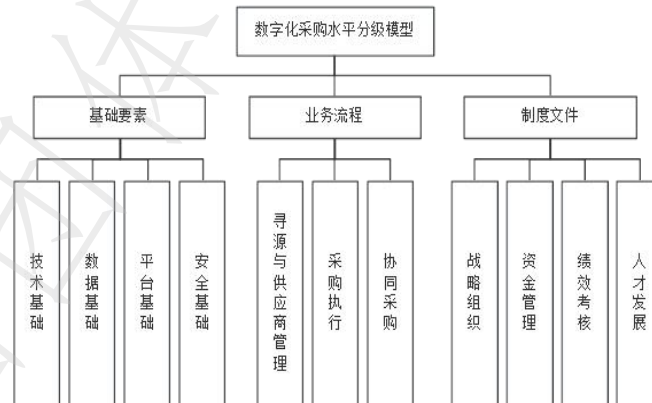 数字化采购水平分级模型
基础要素
业务流程
制度文件
技术基础
数据基础
平台基础
安全基础
寻源与供应商管理
采购执行
协同采购
战略组织
资金管理
绩效考核
人才发展